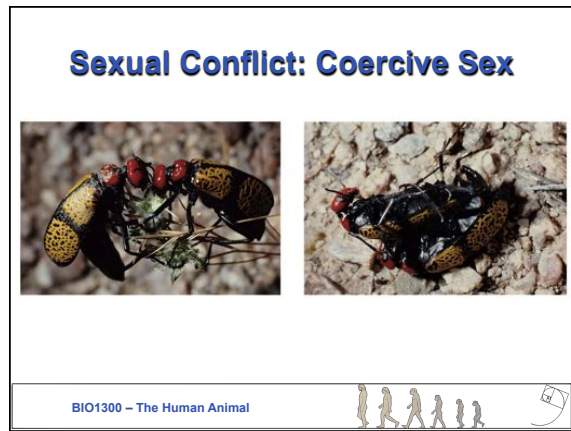 Sexual Conflict: Coercive Sex
BIO1300 – The Human Animal